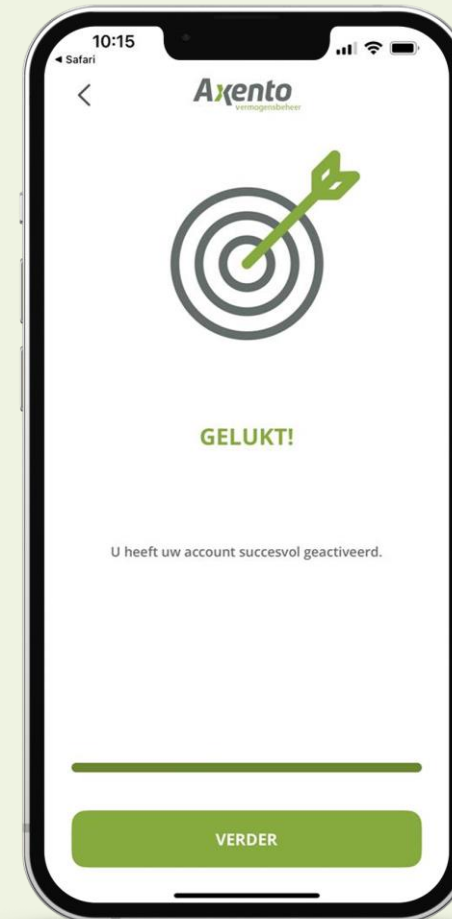 10:15
◄ Safari
Axento
vermogensbeheer
GELUKT!
U heeft uw account succesvol geactiveerd.
VERDER